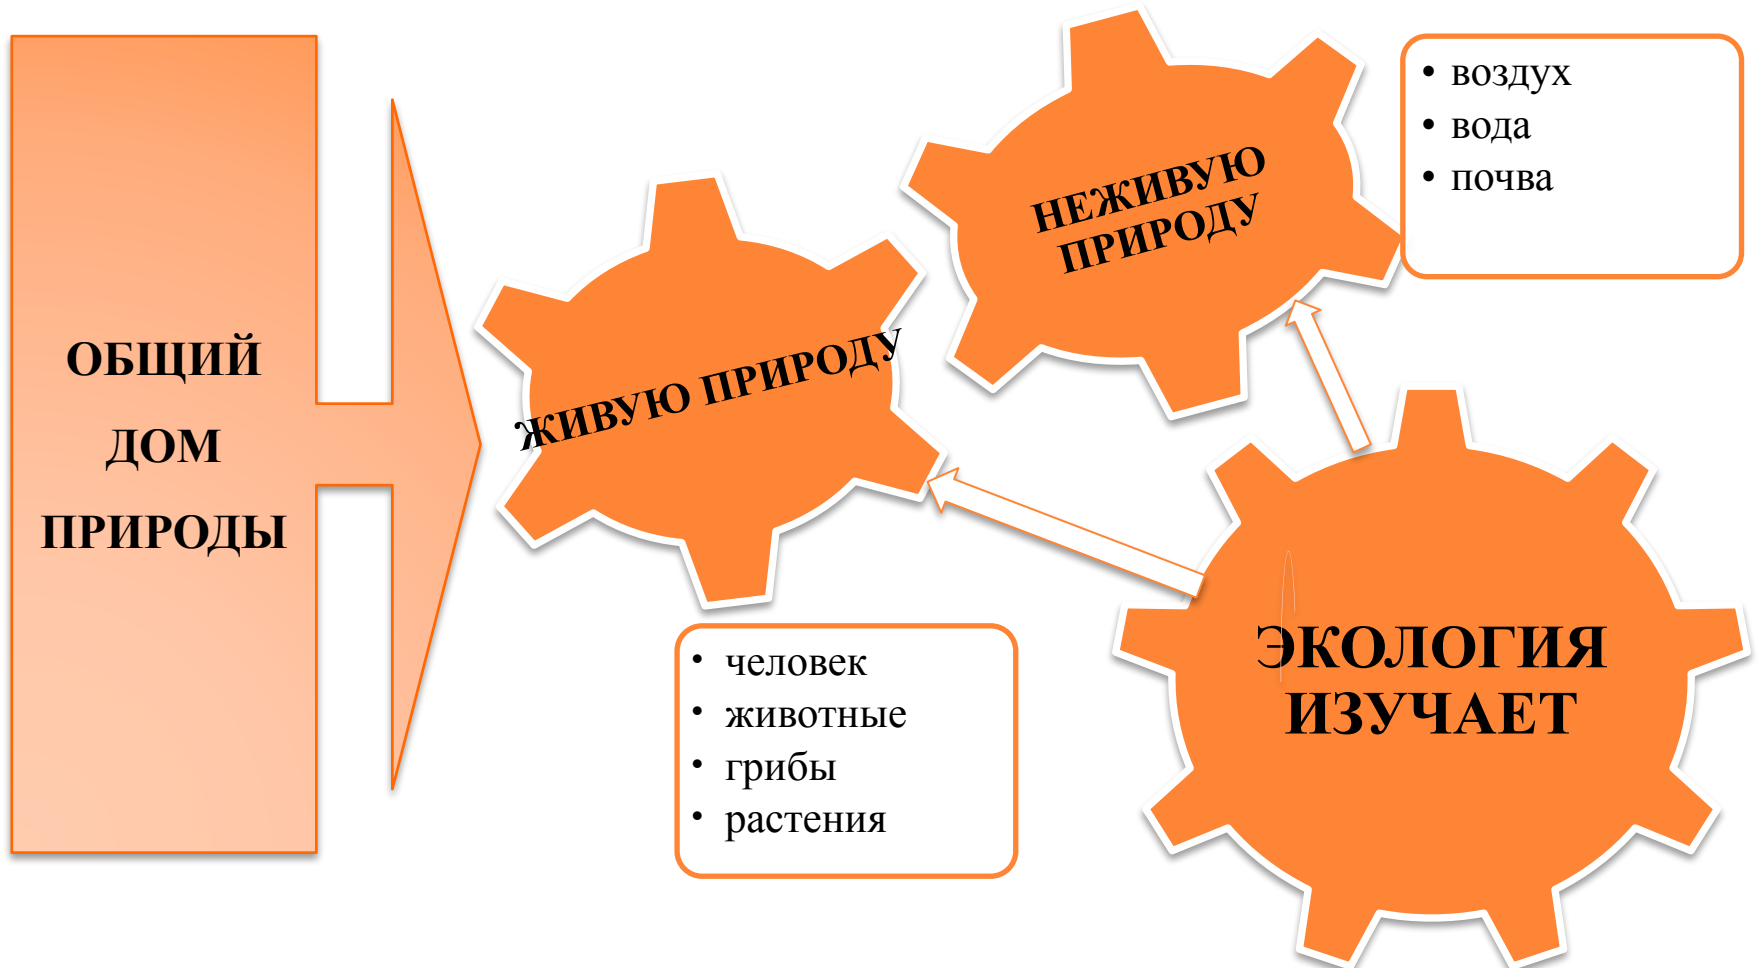 ОБЩИЙ
ДОМ
ПРИРОДЫ
ЖИВУЮ ПРИРОДУ
НЕЖИВУЮ
ПРИРОДУ
• воздух
• вода
• почва
• человек
• животные
• грибы
• растения
ЭКОЛОГИЯ
ИЗУЧАЕТ